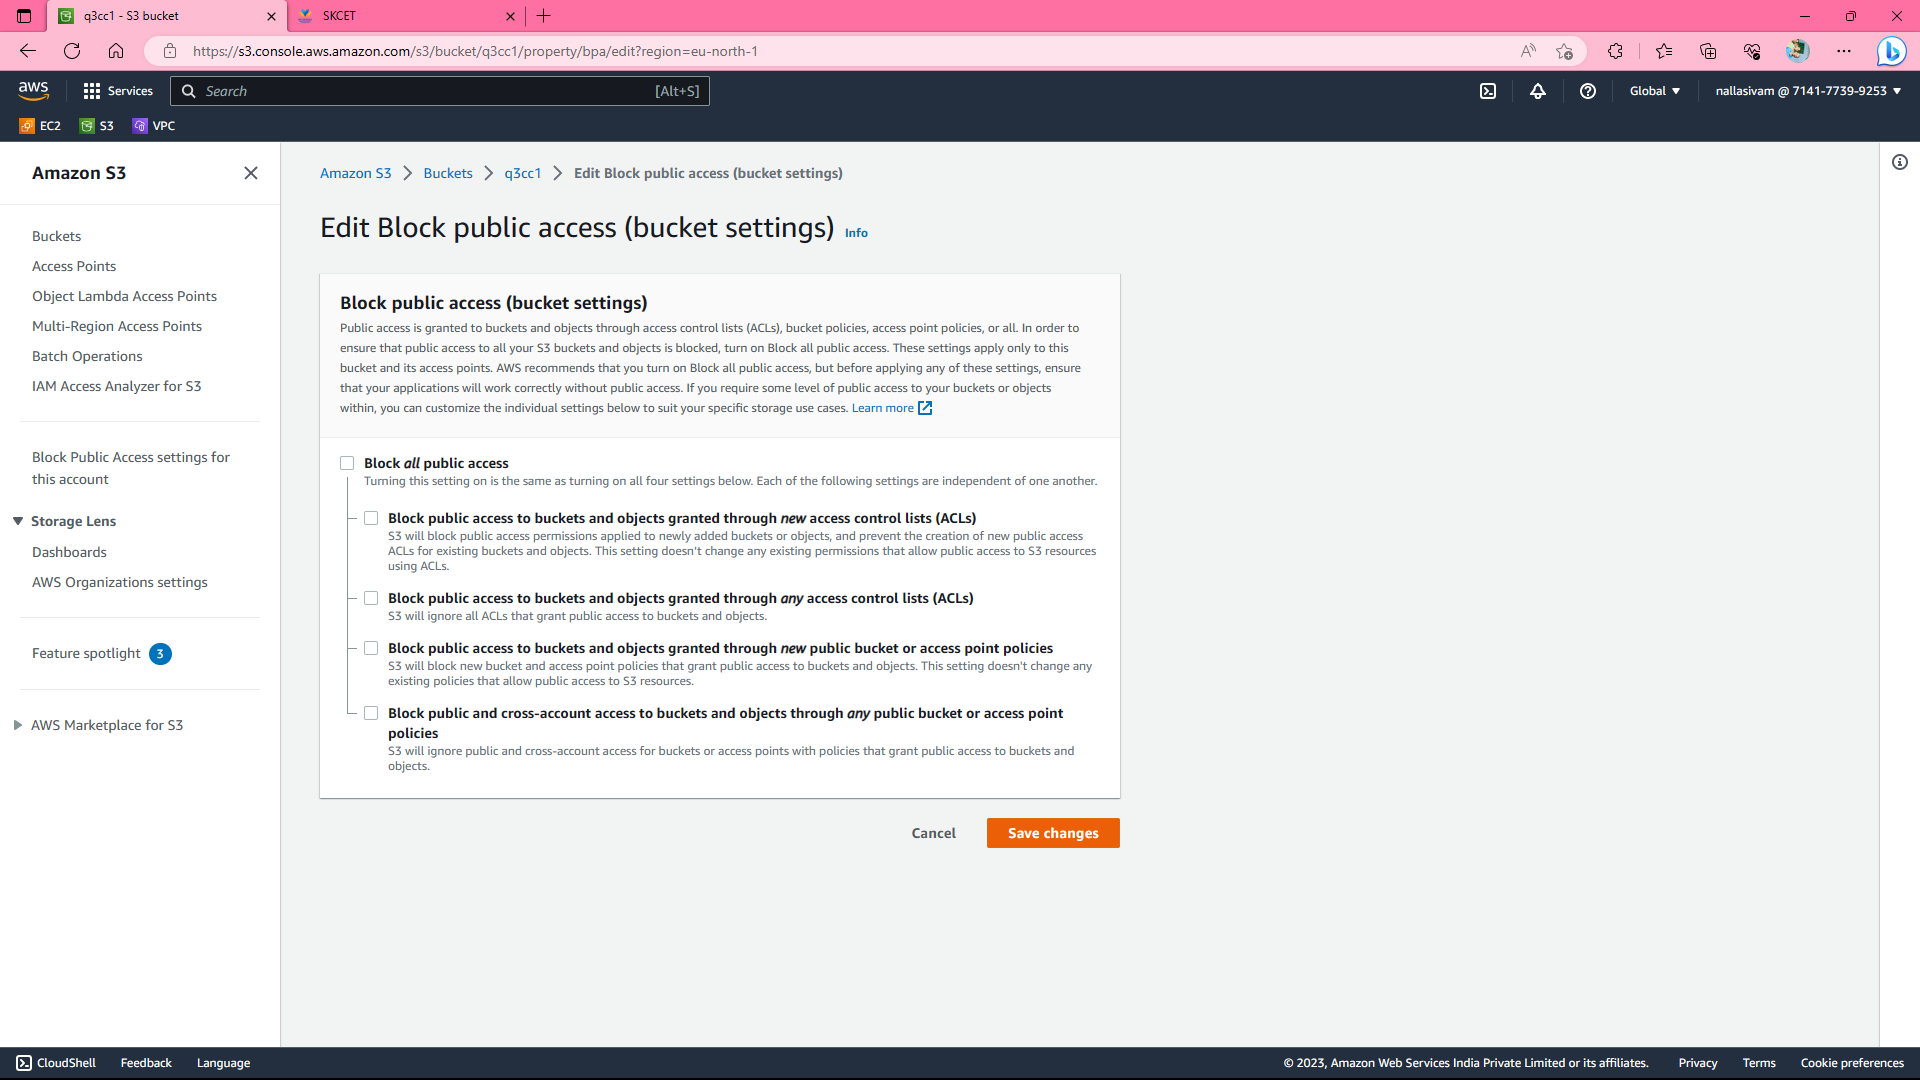 q3cc1 - S3 bucket
SKCET
https://s3.console.aws.amazon.com/s3/bucket/q3cc1/property/bpa/edit?region=eu-north-1
aws
Services
Search
[Alt+S]
Global
nallasivam @ 7141-7739-9253
EC2
S3
VPC
Amazon S3
Buckets
Access Points
Object Lambda Access Points
Multi-Region Access Points
Batch Operations
IAM Access Analyzer for S3
Block Public Access settings for
this account
Storage Lens
Dashboards
AWS Organizations settings
Feature spotlight 3
AWS Marketplace for S3
Amazon S3 > Buckets > q3cc1 > Edit Block public access (bucket settings)
Edit Block public access (bucket settings) Info
Block public access (bucket settings)
Public access is granted to buckets and objects through access control lists (ACLs), bucket policies, access point policies, or all. In order to
ensure that public access to all your S3 buckets and objects is blocked, turn on Block all public access. These settings apply only to this
bucket and its access points. AWS recommends that you turn on Block all public access, but before applying any of these settings, ensure
that your applications will work correctly without public access. If you require some level of public access to your buckets or objects
within, you can customize the individual settings below to suit your specific storage use cases. Learn more
Block all public access
Turning this setting on is the same as turning on all four settings below. Each of the following settings are independent of one another.
Block public access to buckets and objects granted through new access control lists (ACLs)
S3 will block public access permissions applied to newly added buckets or objects, and prevent the creation of new public access
ACLs for existing buckets and objects. This setting doesn't change any existing permissions that allow public access to S3 resources
using ACLs.
Block public access to buckets and objects granted through any access control lists (ACLs)
S3 will ignore all ACLs that grant public access to buckets and objects.
Block public access to buckets and objects granted through new public bucket or access point policies
S3 will block new bucket and access point policies that grant public access to buckets and objects. This setting doesn't change any
existing policies that allow public access to S3 resources.
Block public and cross-account access to buckets and objects through any public bucket or access point
policies
S3 will ignore public and cross-account access for buckets or access points with policies that grant public access to buckets and
objects.
Cancel
Save changes
CloudShell
Feedback
Language
© 2023, Amazon Web Services India Private Limited or its affiliates.
Privacy
Terms
Cookie preferences